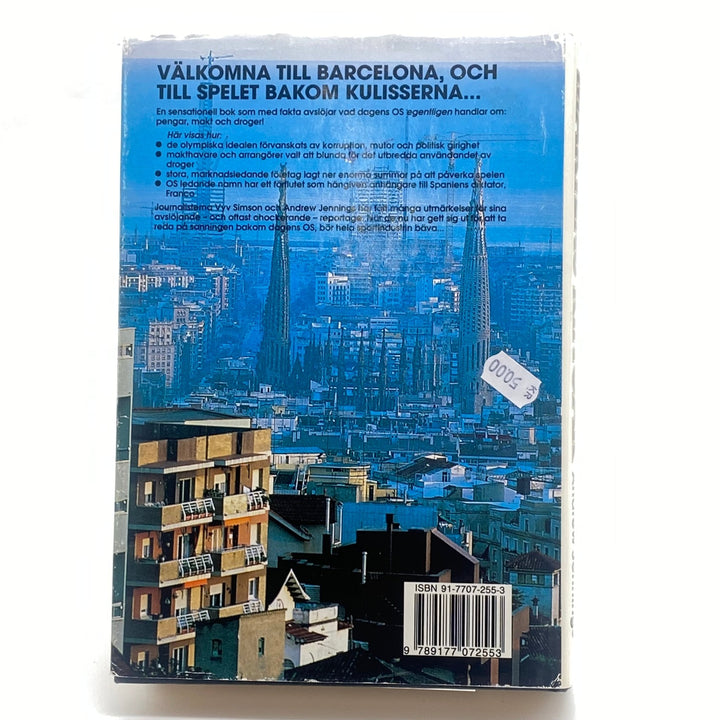 VÄLKOMNA TILL BARCELONA, OCH
TILL SPELET BAKOM KULISSERNA...
En sensationell bok som med fakta avslöjar vad dagens OS egentligen handlar om:
pengar, makt och droger!
Här visas hur:
● de olympiska idealen förvanskats av korruption, mutor och politisk girighet
● makthavare och arrangörer valt att blunda för det utbredda användandet av
droger
● stora, marknadsledande företag lagt ner enorma summor på att påverka spelen
● OS ledande namn har ett förflutet som hängiven anhängare till Spaniens diktator,
Franco
Journalisterna Vyv Simson och Andrew Jennings har fått många utmärkelser för sina
avslöjande – och oftast chockerande – reportage. När de nu har gett sig ut för att ta
reda på sanningen bakom dagens OS, bör hela sportindustrin bäva...
KR
5000
ISBN 91-7707-255-3
9 789177 072553